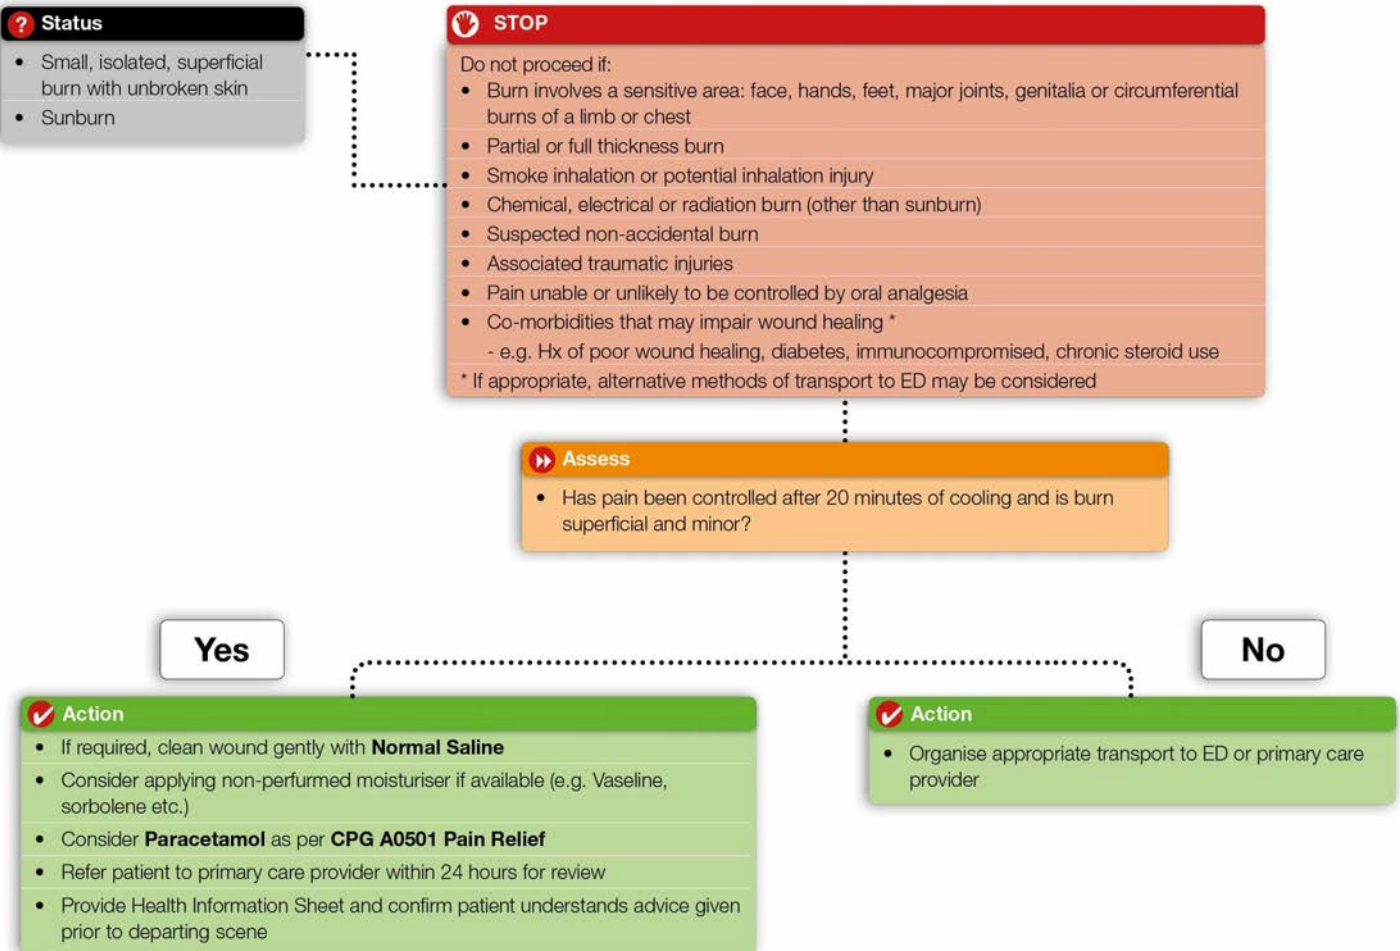 Status
• Small, isolated, superficial
burn with unbroken skin
• Sunburn
STOP
Do not proceed if:
• Burn involves a sensitive area: face, hands, feet, major joints, genitalia or circumferential
burns of a limb or chest
• Partial or full thickness burn
• Smoke inhalation or potential inhalation injury
• Chemical, electrical or radiation burn (other than sunburn)
• Suspected non-accidental burn
• Associated traumatic injuries
• Pain unable or unlikely to be controlled by oral analgesia
• Co-morbidities that may impair wound healing *
- e.g. Hx of poor wound healing, diabetes, immunocompromised, chronic steroid use
* If appropriate, alternative methods of transport to ED may be considered
Assess
• Has pain been controlled after 20 minutes of cooling and is burn
superficial and minor?
Yes
No
Action
• If required, clean wound gently with Normal Saline
• Consider applying non-perfurmed moisturiser if available (e.g. Vaseline,
sorbolene etc.)
• Consider Paracetamol as per CPG A0501 Pain Relief
• Refer patient to primary care provider within 24 hours for review
• Provide Health Information Sheet and confirm patient understands advice given
prior to departing scene
Action
• Organise appropriate transport to ED or primary care
provider